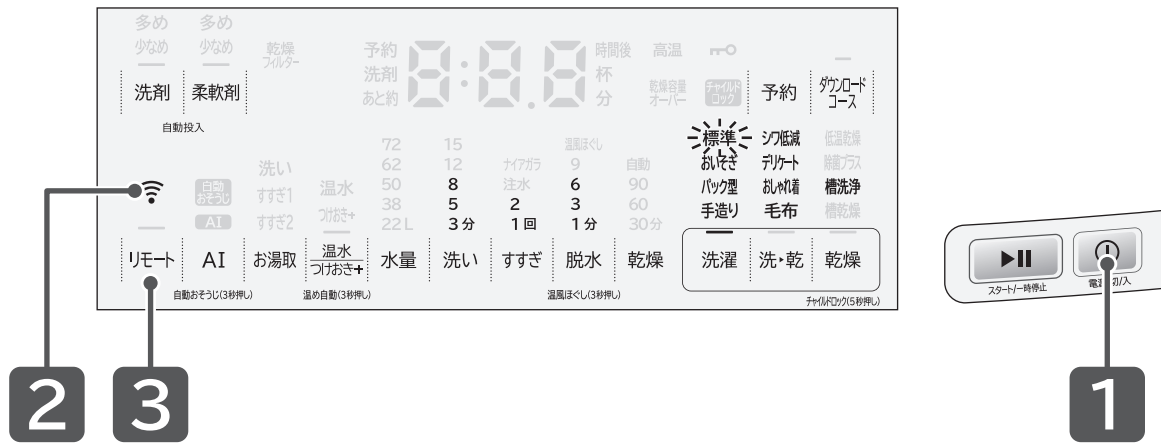 多め 多め
少なめ 少なめ
乾燥
フィルター
予約
洗剤
あと約
8:8.8
時間後
杯
分
高温
乾燥容量
オーバー
チャイルド
ロック
洗剤
柔軟剤
自動投入
予約
ダウンロード
コース
自動
おそうじ
AI
洗い
すすぎ1
すすぎ2
温水
つけおき+
72
62
50
38
22L
15
12
8
5
3分
ナイアガラ
注水
2
1回
温風ほぐし
9
6
3
1分
自動
90
60
30分
標準
おいそぎ
パック型
手造り
シワ低減
デリケート
おしゃれ着
毛布
低温乾燥
除菌プラス
槽洗浄
槽乾燥
リモート
AI
お湯取
温水
つけおき+
水量
洗い
すすぎ
脱水
乾燥
洗濯
洗・乾
乾燥
自動おそうじ(3秒押し)
温め自動(3秒押し)
温風ほぐし(3秒押し)
チャイルドロック(5秒押し)
スタート/一時停止
電源 切/入
2
3
1